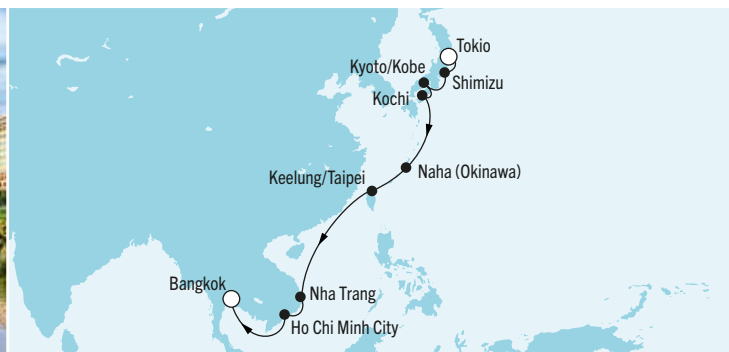 Tokio
Kyoto/Kobe
Shimizu
Kochi
Naha (Okinawa)
Keelung/Taipei
Bangkok
Nha Trang
Ho Chi Minh City